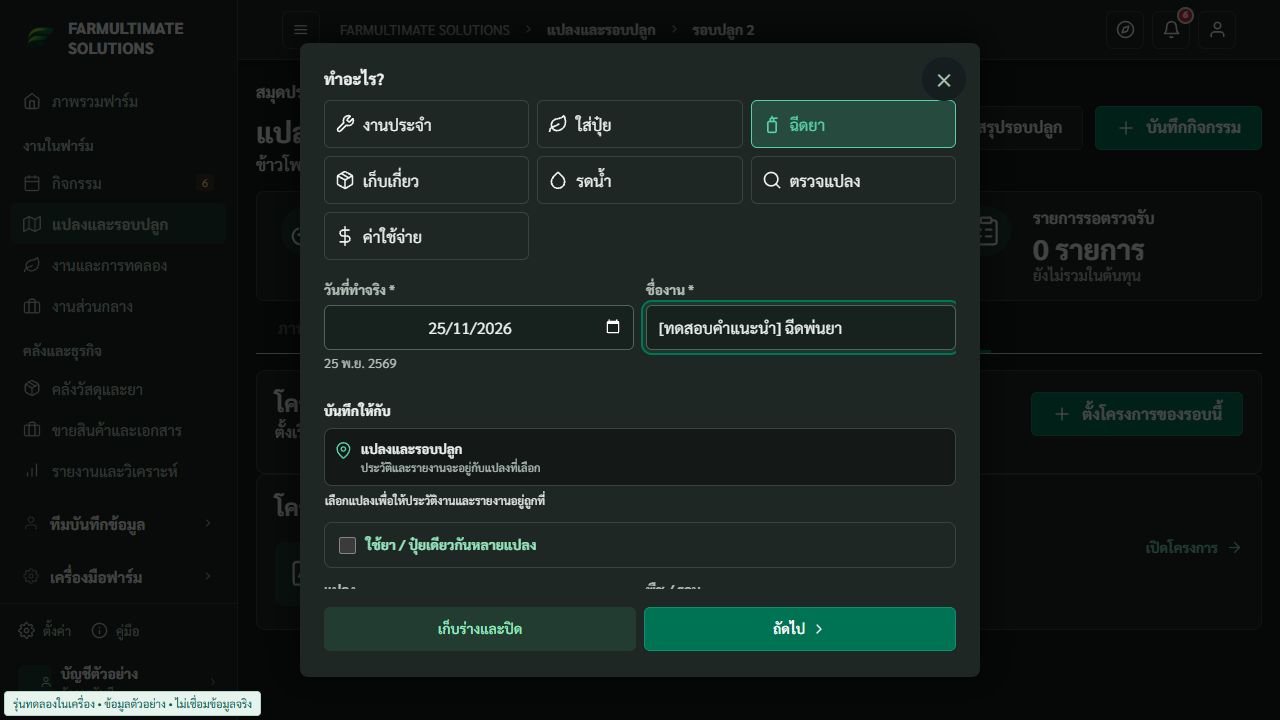 FARMULTIMATE
SOLUTIONS
FARMULTIMATE SOLUTIONS
แปลงและรอบปลูก
รอบปลูก 2
6
ภาพรวมฟาร์ม
งานในฟาร์ม
กิจกรรม
6
แปลงและรอบปลูก
งานและการทดลอง
งานส่วนกลาง
คลังและธุรกิจ
คลังวัสดุและยา
ขายสินค้าและเอกสาร
รายงานและวิเคราะห์
ทีมบันทึกข้อมูล
เครื่องมือฟาร์ม
ตั้งค่า
คู่มือ
บัญชีตัวอย่าง
รุ่นทดลองในเครื่อง • ข้อมูลตัวอย่าง • ไม่เชื่อมข้อมูลจริง
บันทึกกิจกรรม
รายการรอตรวจรับ
0 รายการ
ยังไม่รวมในต้นทุน
ตั้งโครงการของรอบนี้
เปิดโครงการ
ทำอะไร?
งานประจำ
ใส่ปุ๋ย
ฉีดยา
เก็บเกี่ยว
รดน้ำ
ตรวจแปลง
ค่าใช้จ่าย
วันที่ทำจริง *
ชื่องาน *
25/11/2026
[ทดสอบคำแนะนำ] ฉีดพ่นยา
25 พ.ย. 2569
บันทึกให้กับ
แปลงและรอบปลูก
ประวัติและรายงานจะอยู่กับแปลงที่เลือก
เลือกแปลงเพื่อให้ประวัติงานและรายงานอยู่ถูกที่
ใช้ยา / ปุ๋ยเดียวกันหลายแปลง
เก็บร่างและปิด
ถัดไป